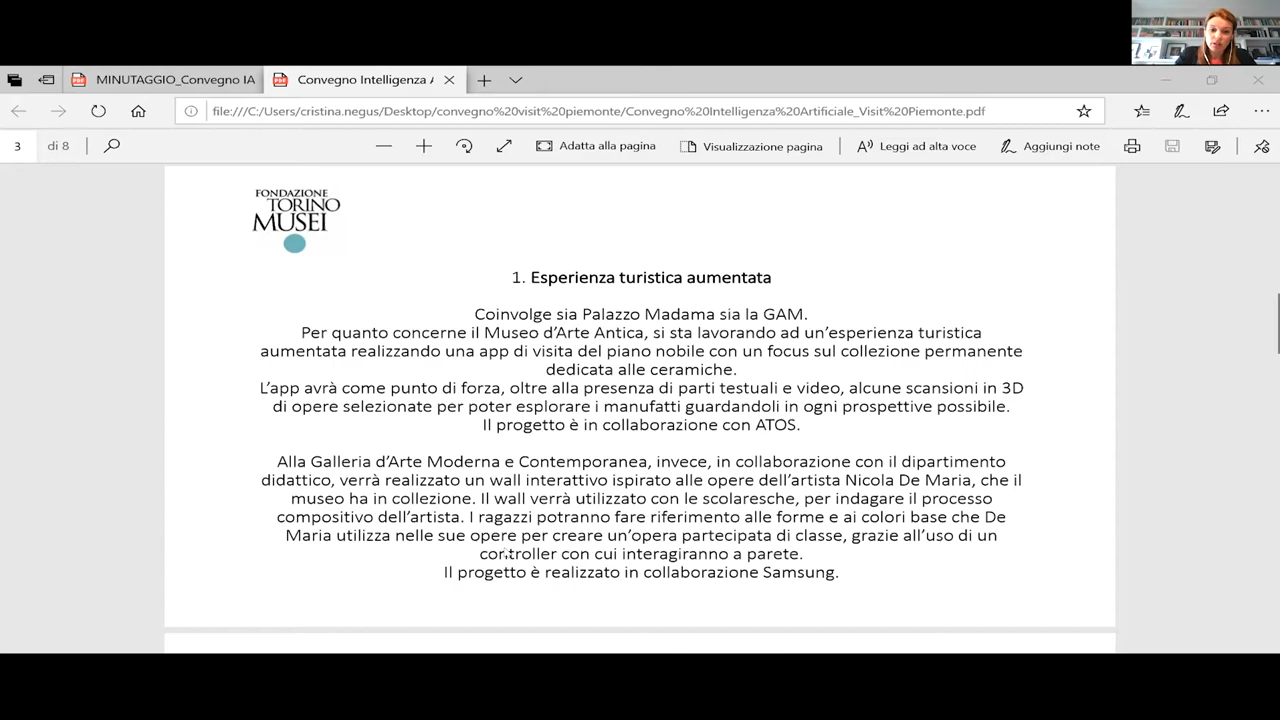 MINUTAGGIO_Convegno IA
Convegno Intelligenza A
file:///C:/Users/cristina.negus/Desktop/convegno%20visit%20piemonte/Convegno%20Intelligenza%20Artificiale_Visit%20Piemonte.pdf
3 di 8
Adatta alla pagina
Visualizzazione pagina
Leggi ad alta voce
Aggiungi note
FONDAZIONE
TORINO
MUSEI
1. Esperienza turistica aumentata
Coinvolge sia Palazzo Madama sia la GAM.
Per quanto concerne il Museo d'Arte Antica, si sta lavorando ad un'esperienza turistica
aumentata realizzando una app di visita del piano nobile con un focus sul collezione permanente
dedicata alle ceramiche.
L'app avrà come punto di forza, oltre alla presenza di parti testuali e video, alcune scansioni in 3D
di opere selezionate per poter esplorare i manufatti guardandoli in ogni prospettive possibile.
Il progetto è in collaborazione con ATOS.
Alla Galleria d'Arte Moderna e Contemporanea, invece, in collaborazione con il dipartimento
didattico, verrà realizzato un wall interattivo ispirato alle opere dell'artista Nicola De Maria, che il
museo ha in collezione. Il wall verrà utilizzato con le scolaresche, per indagare il processo
compositivo dell'artista. I ragazzi potranno fare riferimento alle forme e ai colori base che De
Maria utilizza nelle sue opere per creare un'opera partecipata di classe, grazie all'uso di un
controller con cui interagiranno a parete.
Il progetto è realizzato in collaborazione Samsung.